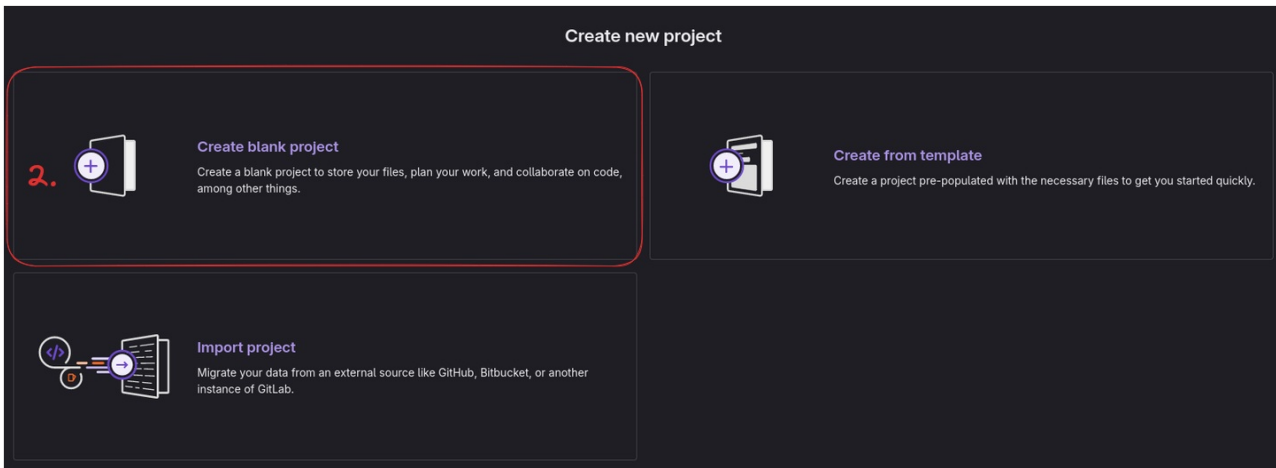 Create new project
2.
Create blank project
Create a blank project to store your files, plan your work, and collaborate on code,
among other things.
Create from template
Create a project pre-populated with the necessary files to get you started quickly.
Import project
Migrate your data from an external source like GitHub, Bitbucket, or another
instance of GitLab.